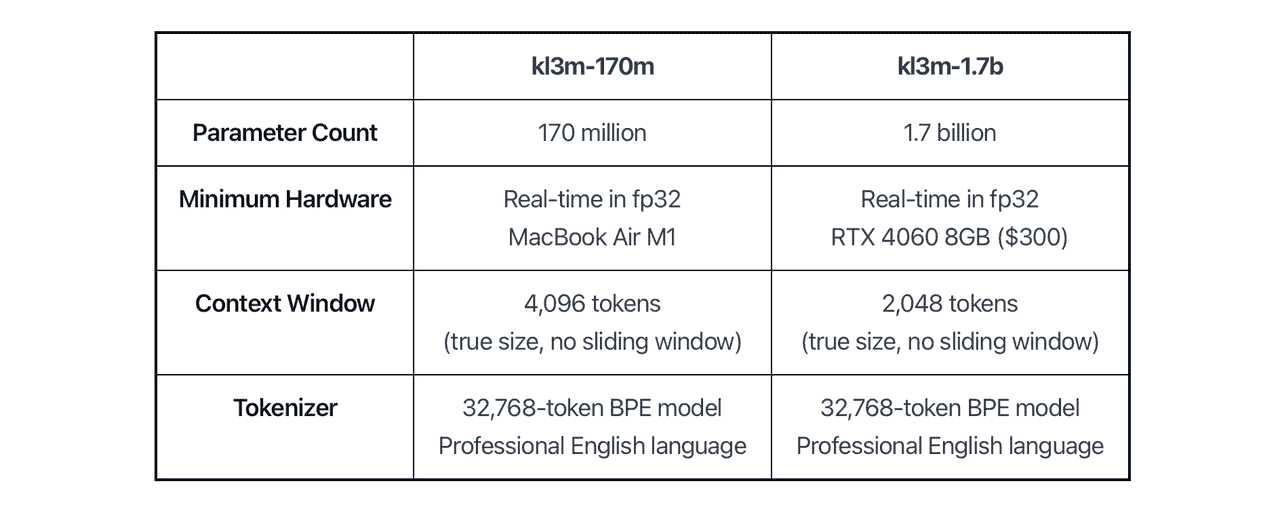 kl3m-170m
kl3m-1.7b
Parameter Count
170 million
1.7 billion
Minimum Hardware
Real-time in fp32
MacBook Air M1
Real-time in fp32
RTX 4060 8GB ($300)
Context Window
4,096 tokens
(true size, no sliding window)
2,048 tokens
(true size, no sliding window)
Tokenizer
32,768-token BPE model
Professional English language
32,768-token BPE model
Professional English language